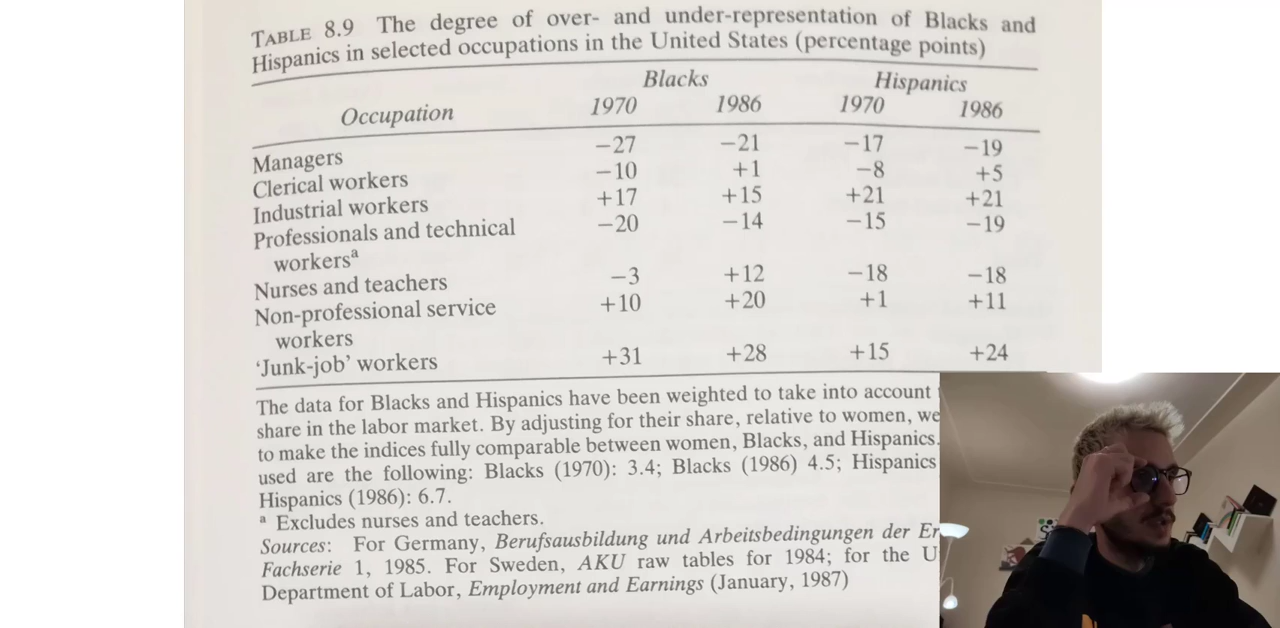 TABLE 8.9 The degree of over- and under-representation of Blacks and
Hispanics in selected occupations in the United States (percentage points)
Blacks Hispanics
Occupation 1970 1986 1970 1986
Managers −27 −21 −17 −19
Clerical workers −10 +1 −8 +5
Industrial workers +17 +15 +21 +21
Professionals and technical −20 −14 −15 −19
workersᵃ
Nurses and teachers −3 +12 −18 −18
Non-professional service +10 +20 +1 +11
workers
‘Junk-job’ workers +31 +28 +15 +24
The data for Blacks and Hispanics have been weighted to take into account
share in the labor market. By adjusting for their share, relative to women, we
to make the indices fully comparable between women, Blacks, and Hispanics.
used are the following: Blacks (1970): 3.4; Blacks (1986) 4.5; Hispanics
Hispanics (1986): 6.7.
ᵃ Excludes nurses and teachers.
Sources: For Germany, Berufsausbildung und Arbeitsbedingungen der
Fachserie 1, 1985. For Sweden, AKU raw tables for 1984; for the
Department of Labor, Employment and Earnings (January, 1987)